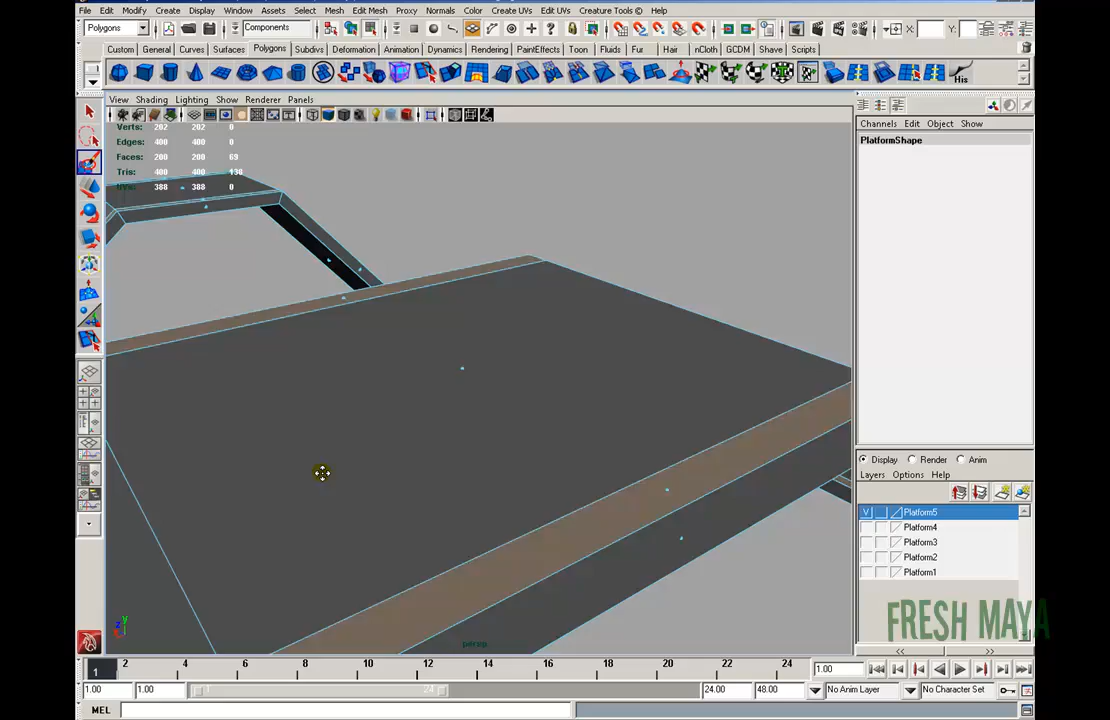 File Edit Modify Create Display Window Assets Select Mesh Edit Mesh Proxy Normals Color Create UVs Edit UVs Creature Tools © Help
Polygons Components X: Y:
Custom General Curves Surfaces Polygons Subdivs Deformation Animation Dynamics Rendering PaintEffects Toon Fluids Fur Hair nCloth GCDM Shave Scripts
His
View Shading Lighting Show Renderer Panels
Channels Edit Object Show
Verts: 202 202 0
Edges: 400 400 0
Faces: 200 200 69
Tris: 400 400 138
UVs: 388 388 0
PlatformShape
Display Render Anim
Layers Options Help
V Platform5
Platform4
Platform3
Platform2
Platform1
FRESH MAYA
persp
y
z
<< >>
1 2 4 6 8 10 12 14 16 18 20 22 24 1.00
1.00 1.00 1 24 24.00 48.00 No Anim Layer No Character Set
MEL